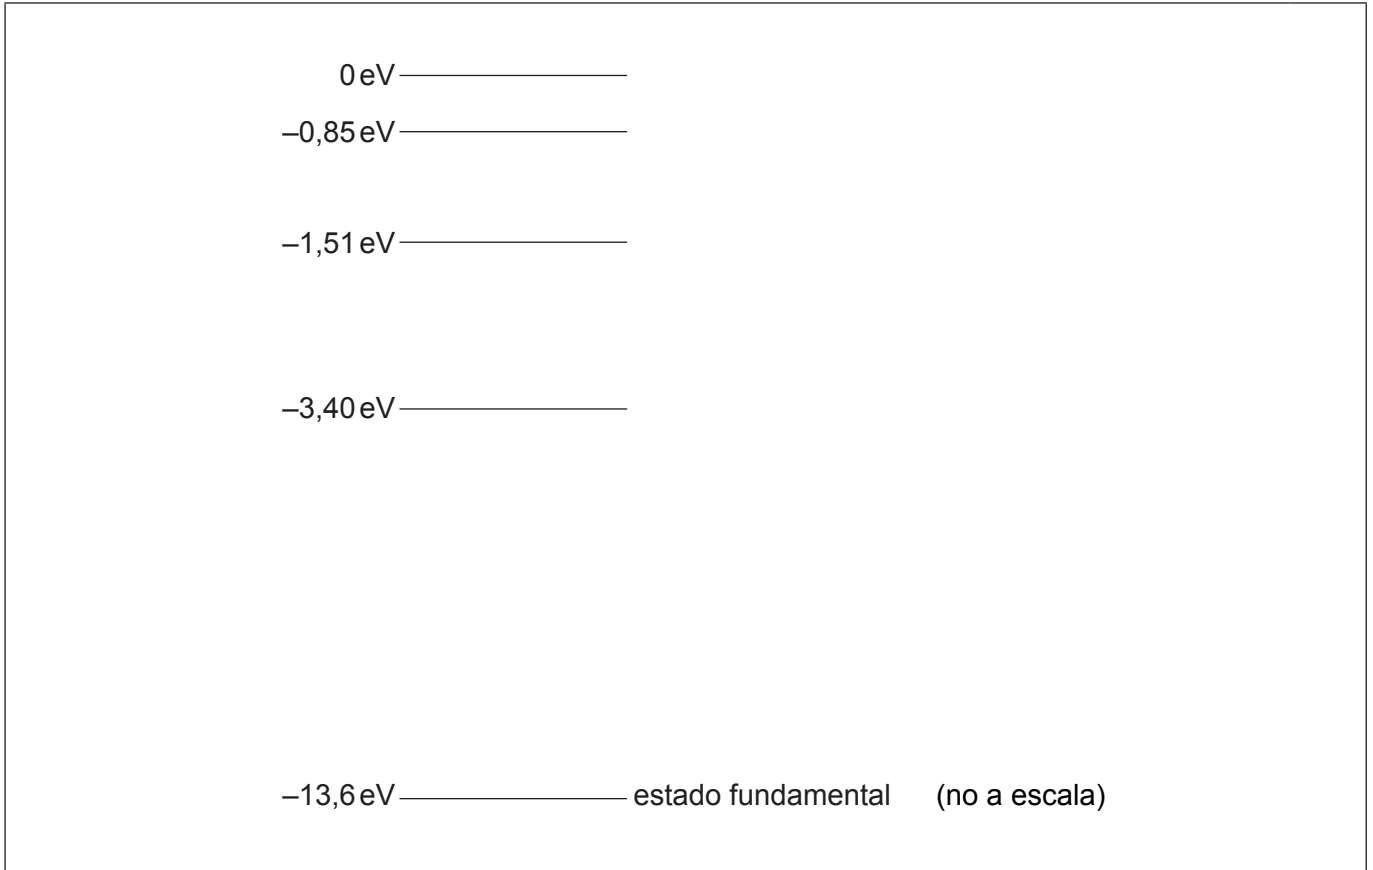 0 eV
–0,85 eV
–1,51 eV
–3,40 eV
–13,6 eV estado fundamental (no a escala)